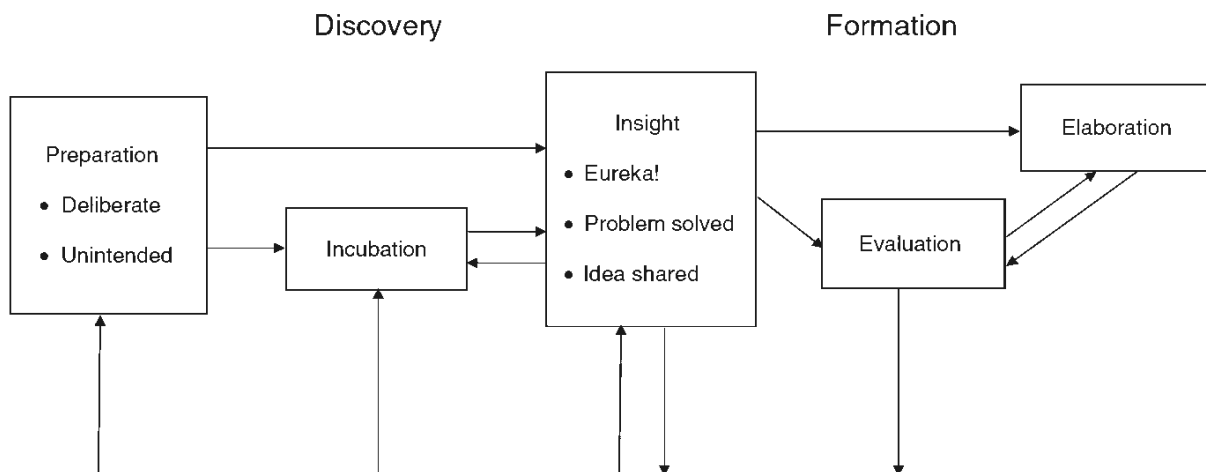 Discovery
Formation
Preparation
• Deliberate
• Unintended
Incubation
Insight
• Eureka!
• Problem solved
• Idea shared
Evaluation
Elaboration